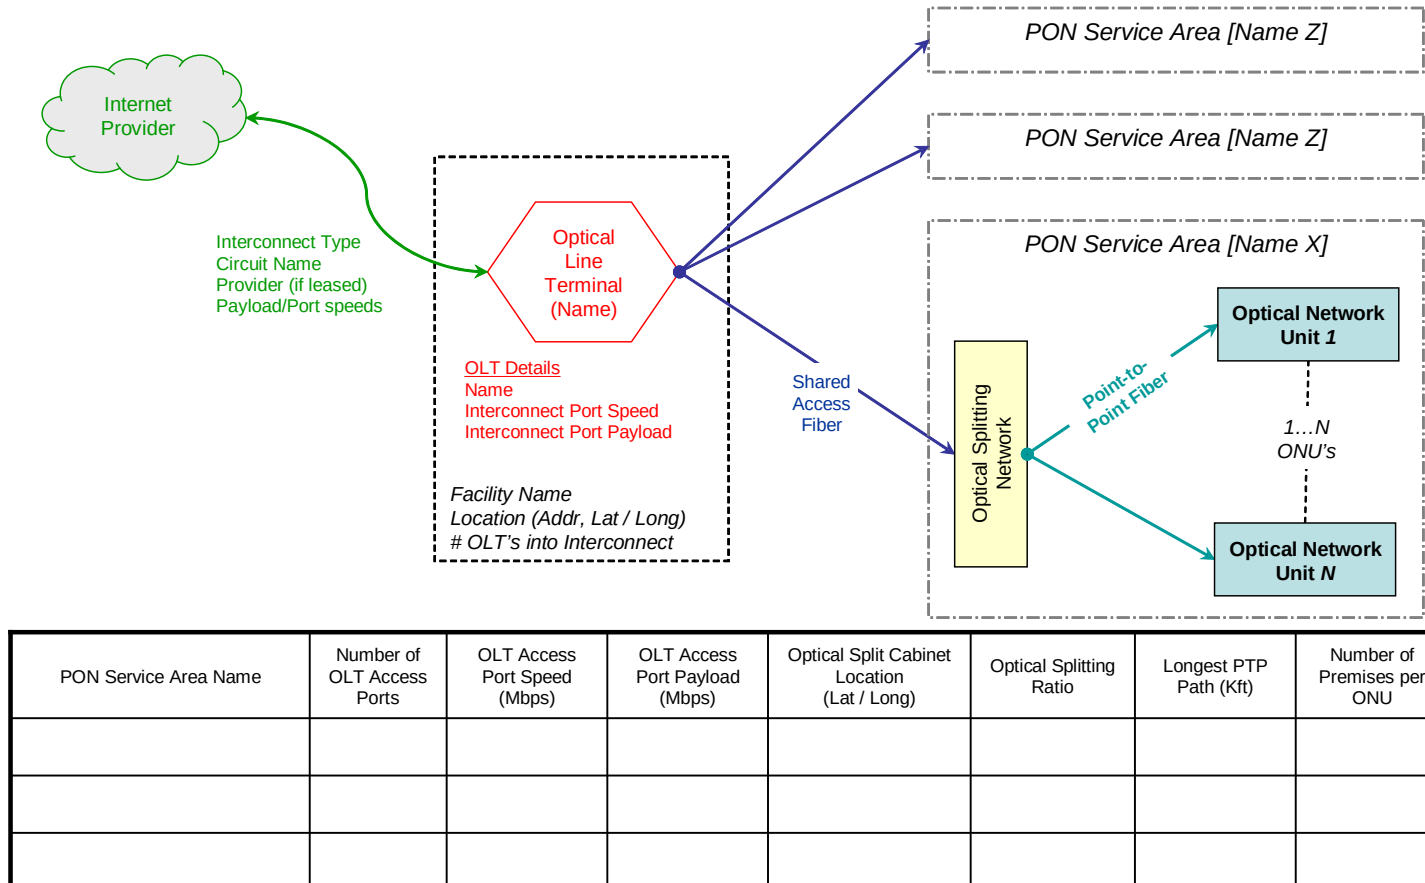 PON Service Area [Name Z]
Internet
Provider
PON Service Area [Name Z]
Interconnect Type
Circuit Name
Provider (if leased)
Payload/Port speeds
Optical
Line
Terminal
(Name)
OLT Details
Name
Interconnect Port Speed
Interconnect Port Payload
Facility Name
Location (Addr, Lat / Long)
# OLT's into Interconnect
Shared
Access
Fiber
PON Service Area [Name X]
Optical Splitting
Network
Point-to-
Point Fiber
Optical Network
Unit 1
1...N
ONU's
Optical Network
Unit N
PON Service Area Name
Number of
OLT Access
Ports
OLT Access
Port Speed
(Mbps)
OLT Access
Port Payload
(Mbps)
Optical Split Cabinet
Location
(Lat / Long)
Optical Splitting
Ratio
Longest PTP
Path (Kft)
Number of
Premises per
ONU